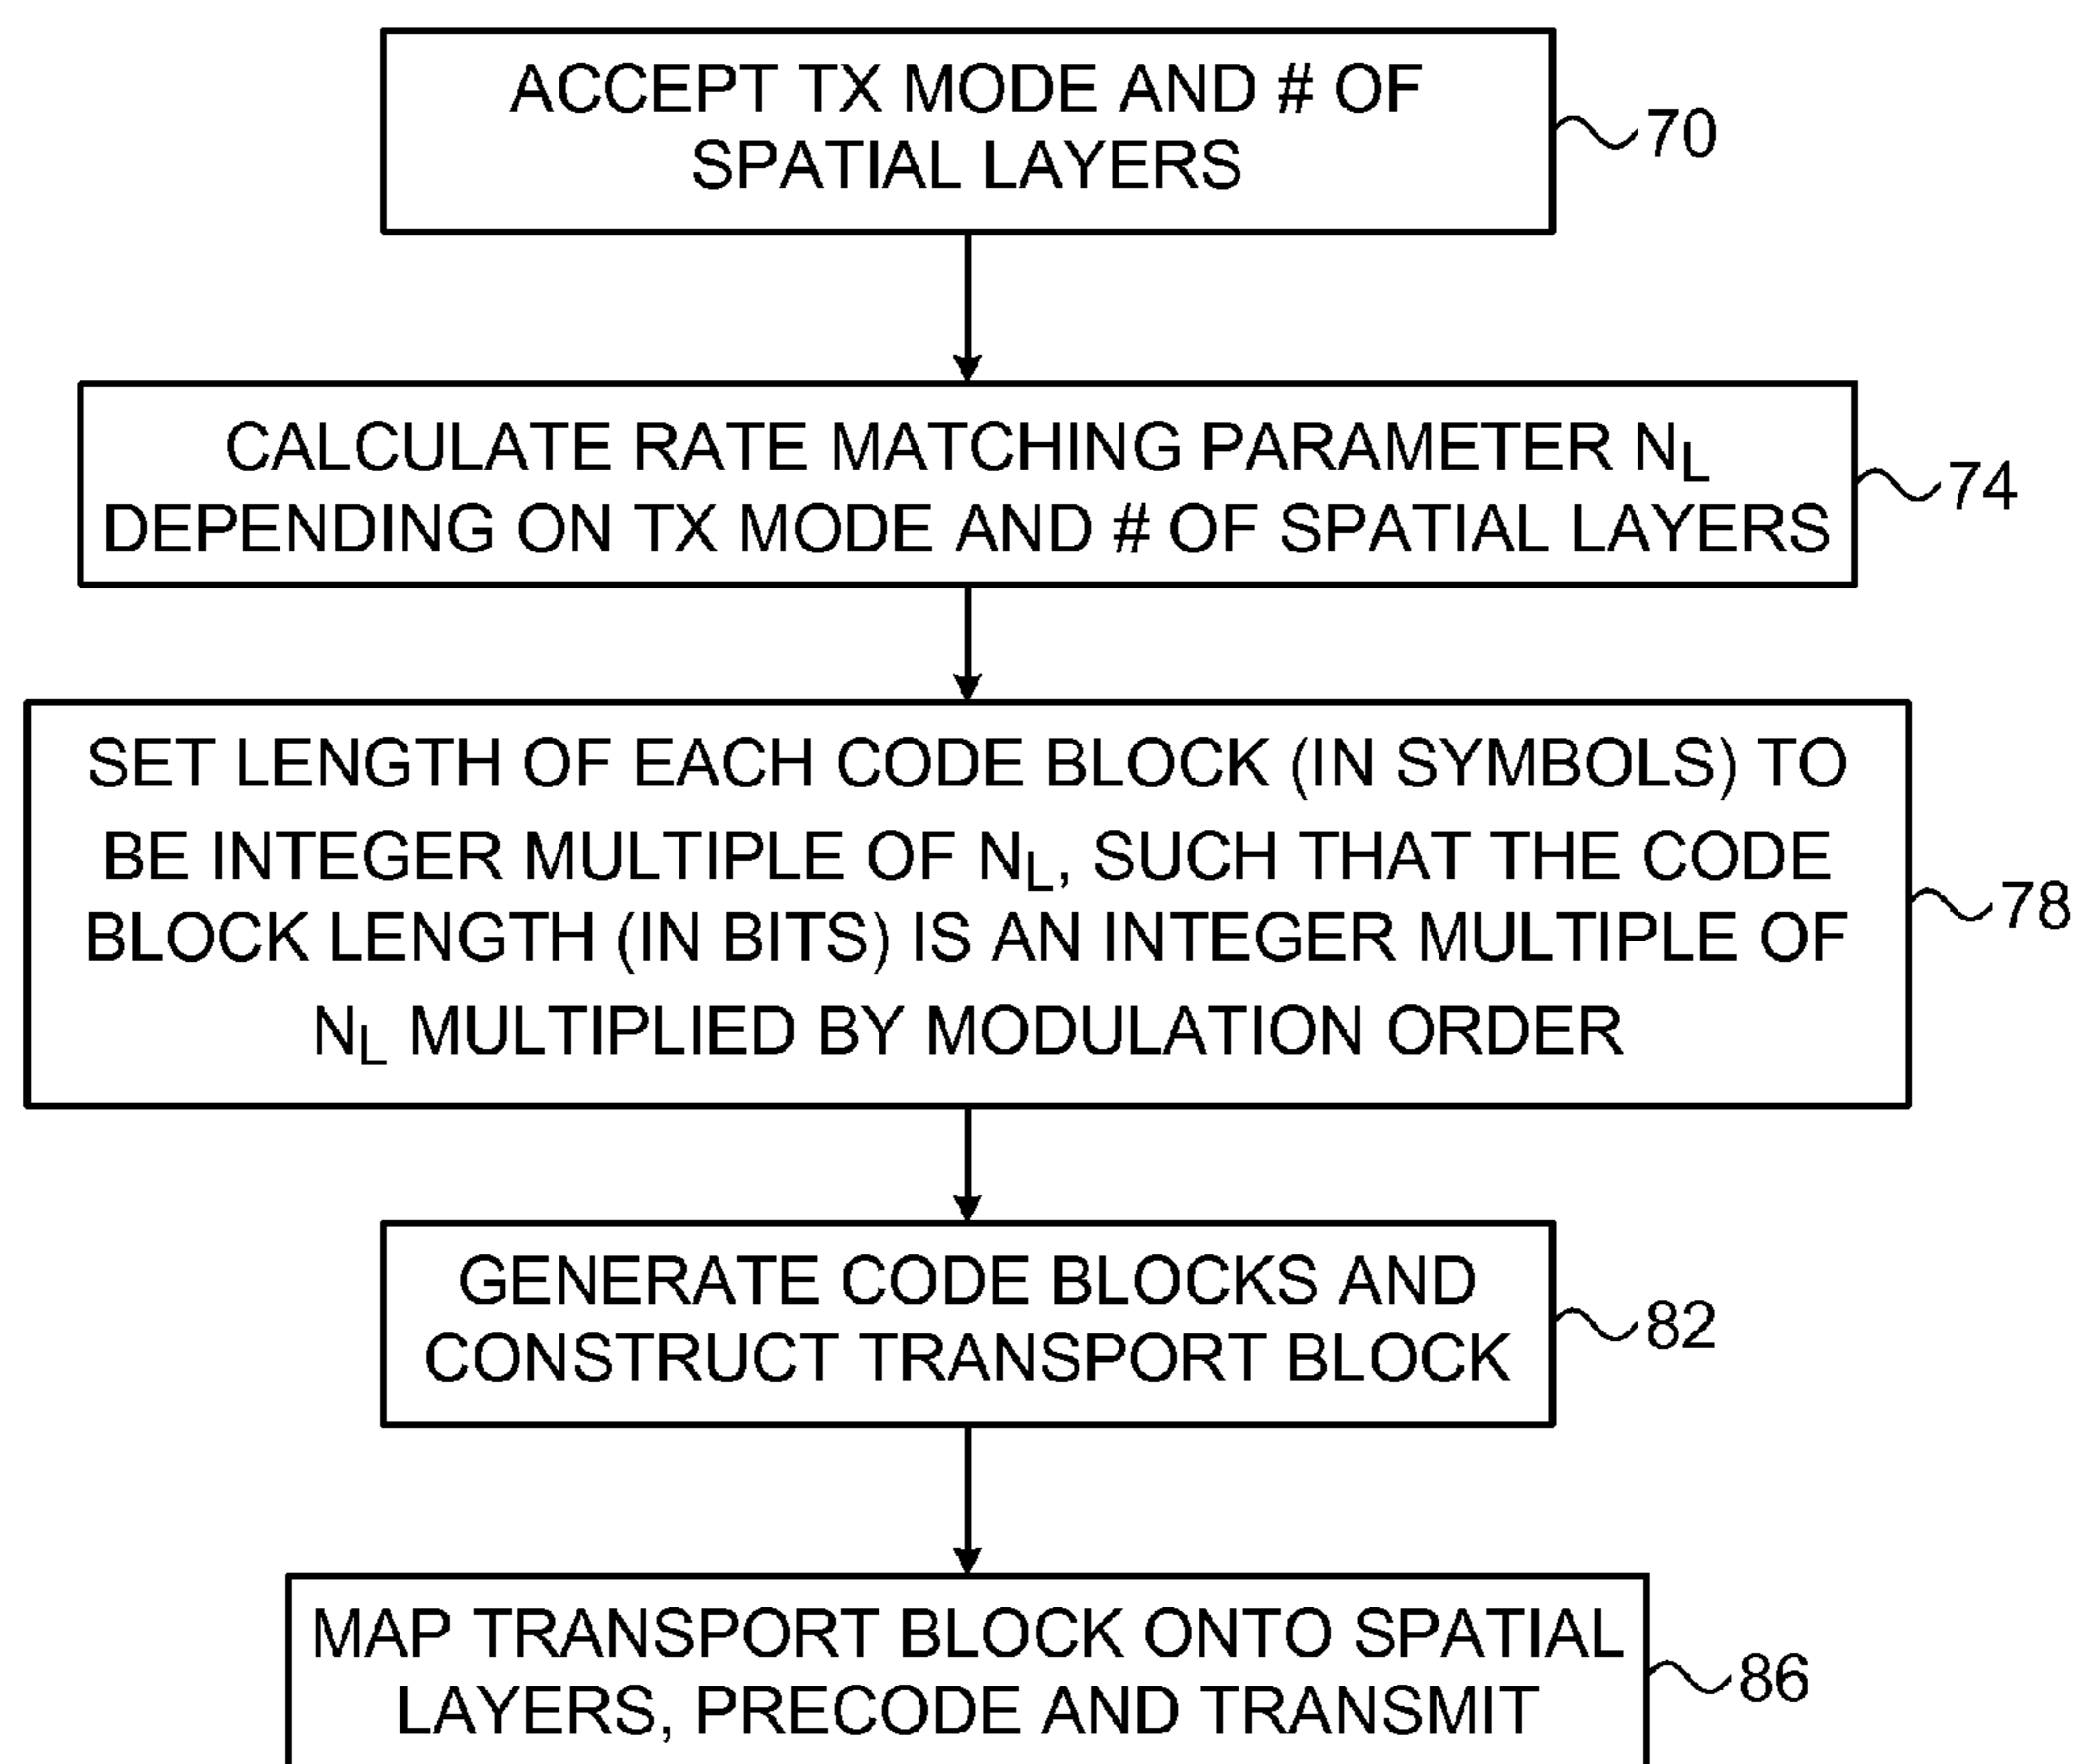 ACCEPT TX MODE AND # OF
SPATIAL LAYERS
70
CALCULATE RATE MATCHING PARAMETER NL
DEPENDING ON TX MODE AND # OF SPATIAL LAYERS
74
SET LENGTH OF EACH CODE BLOCK (IN SYMBOLS) TO
BE INTEGER MULTIPLE OF NL, SUCH THAT THE CODE
BLOCK LENGTH (IN BITS) IS AN INTEGER MULTIPLE OF
NL MULTIPLIED BY MODULATION ORDER
78
GENERATE CODE BLOCKS AND
CONSTRUCT TRANSPORT BLOCK
82
MAP TRANSPORT BLOCK ONTO SPATIAL
LAYERS, PRECODE AND TRANSMIT
86